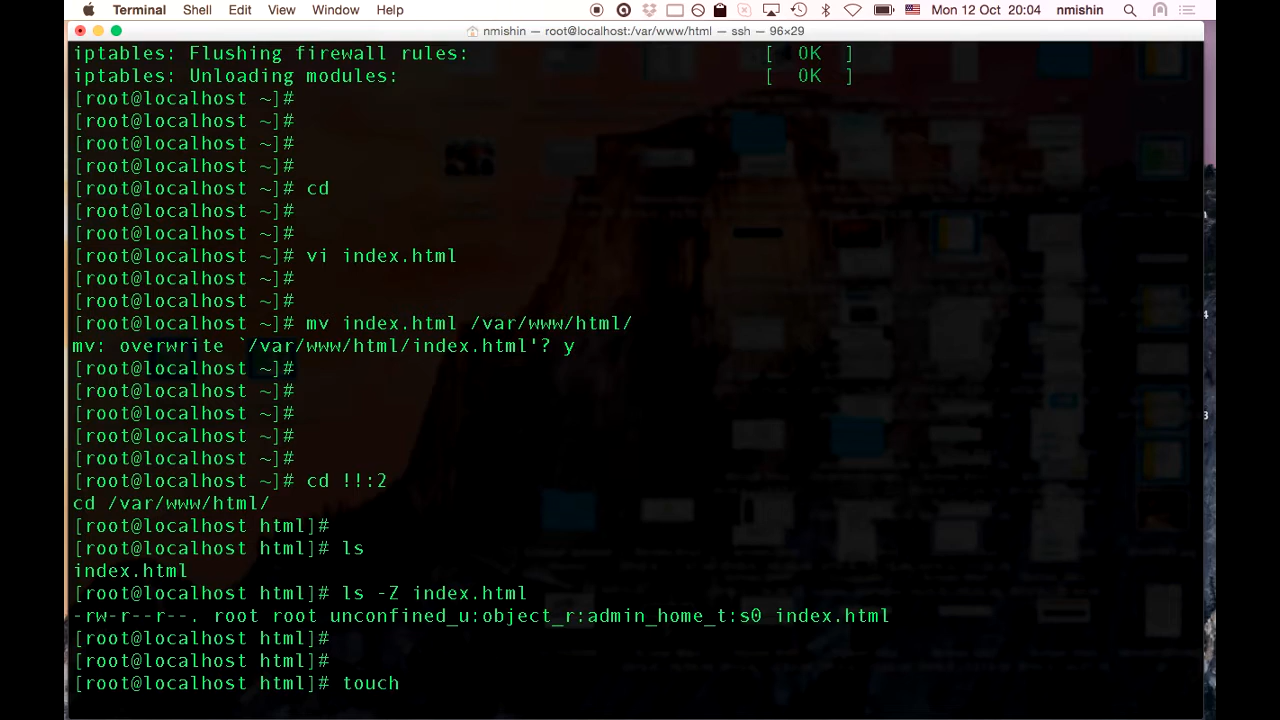 Terminal Shell Edit View Window Help Mon 12 Oct 20:04 nmishin
nmishin — root@localhost:/var/www/html — ssh — 96×29
iptables: Flushing firewall rules: [ OK ]
iptables: Unloading modules: [ OK ]
[root@localhost ~]#
[root@localhost ~]#
[root@localhost ~]#
[root@localhost ~]#
[root@localhost ~]# cd
[root@localhost ~]#
[root@localhost ~]#
[root@localhost ~]# vi index.html
[root@localhost ~]#
[root@localhost ~]#
[root@localhost ~]# mv index.html /var/www/html/
mv: overwrite `/var/www/html/index.html'? y
[root@localhost ~]#
[root@localhost ~]#
[root@localhost ~]#
[root@localhost ~]#
[root@localhost ~]#
[root@localhost ~]# cd !!:2
cd /var/www/html/
[root@localhost html]#
[root@localhost html]# ls
index.html
[root@localhost html]# ls -Z index.html
-rw-r--r--. root root unconfined_u:object_r:admin_home_t:s0 index.html
[root@localhost html]#
[root@localhost html]#
[root@localhost html]# touch